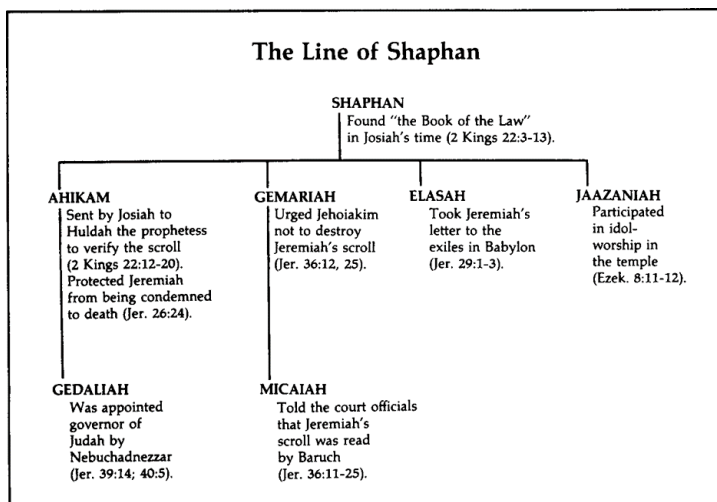 The Line of Shaphan
SHAPHAN
Found "the Book of the Law"
in Josiah's time (2 Kings 22:3-13).
AHIKAM
Sent by Josiah to
Huldah the prophetess
to verify the scroll
(2 Kings 22:12-20).
Protected Jeremiah
from being condemned
to death (Jer. 26:24).
GEMARIAH
Urged Jehoiakim
not to destroy
Jeremiah's scroll
(Jer. 36:12, 25).
ELASAH
Took Jeremiah's
letter to the
exiles in Babylon
(Jer. 29:1-3).
JAAZANIAH
Participated
in idol-
worship in
the temple
(Ezek. 8:11-12).
GEDALIAH
Was appointed
governor of
Judah by
Nebuchadnezzar
(Jer. 39:14; 40:5).
MICAIAH
Told the court officials
that Jeremiah's
scroll was read
by Baruch
(Jer. 36:11-25).